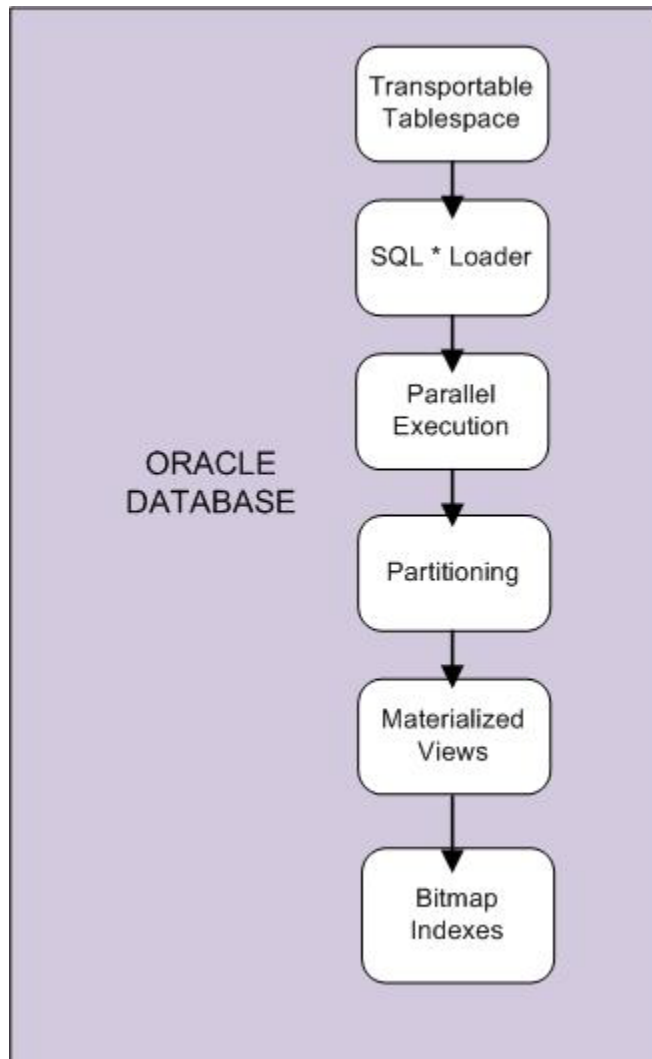 Transportable
Tablespace
SQL * Loader
Parallel
Execution
ORACLE
DATABASE
Partitioning
Materialized
Views
Bitmap
Indexes